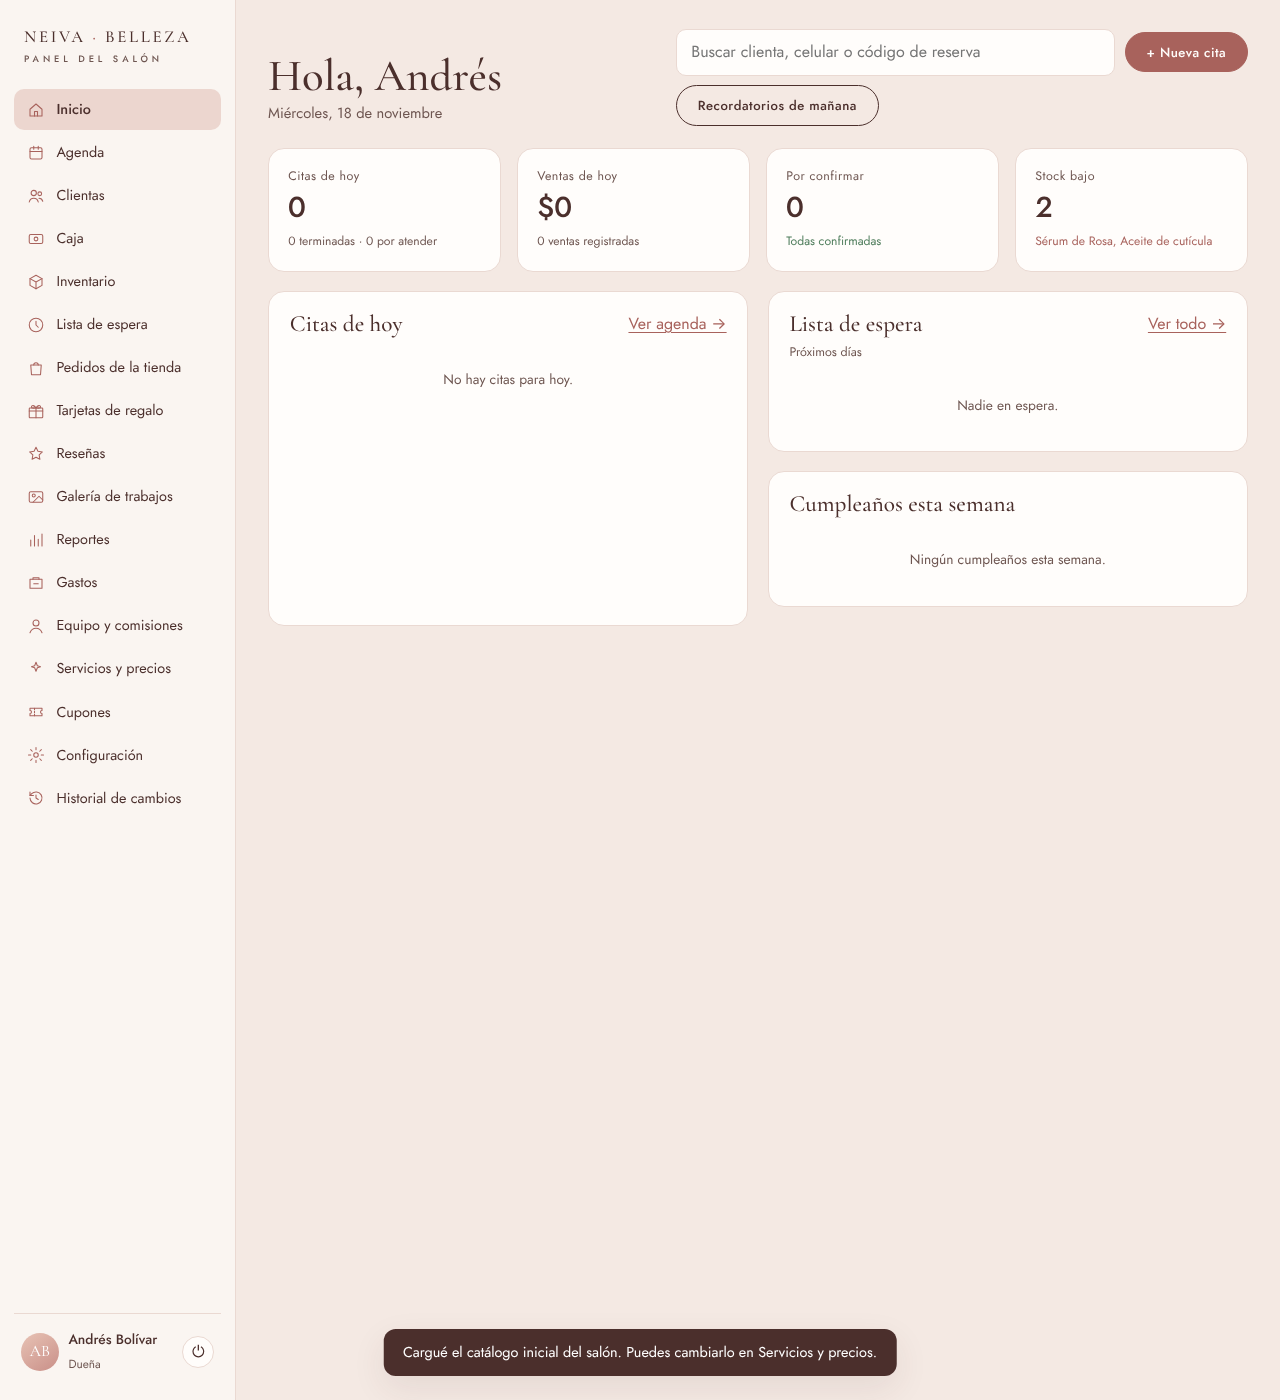 NEIVA · BELLEZA
PANEL DEL SALÓN
Inicio
Agenda
Clientas
Caja
Inventario
Lista de espera
Pedidos de la tienda
Tarjetas de regalo
Reseñas
Galería de trabajos
Reportes
Gastos
Equipo y comisiones
Servicios y precios
Cupones
Configuración
Historial de cambios
AB
Andrés Bolívar
Dueña
Hola, Andrés
Miércoles, 18 de noviembre
Buscar clienta, celular o código de reserva
+ Nueva cita
Recordatorios de mañana
Citas de hoy
0
0 terminadas · 0 por atender
Ventas de hoy
$0
0 ventas registradas
Por confirmar
0
Todas confirmadas
Stock bajo
2
Sérum de Rosa, Aceite de cutícula
Citas de hoy
Ver agenda →
No hay citas para hoy.
Lista de espera
Ver todo →
Próximos días
Nadie en espera.
Cumpleaños esta semana
Ningún cumpleaños esta semana.
Cargué el catálogo inicial del salón. Puedes cambiarlo en Servicios y precios.